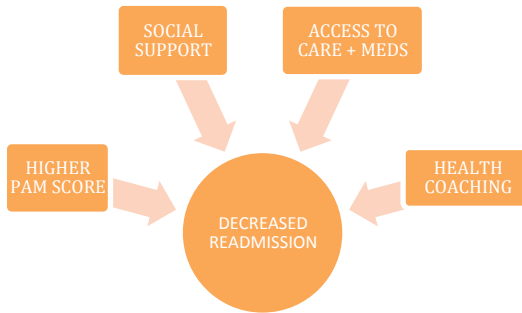 SOCIAL
SUPPORT
ACCESS TO
CARE + MEDS
HIGHER
PAM SCORE
HEALTH
COACHING
DECREASED
READMISSION